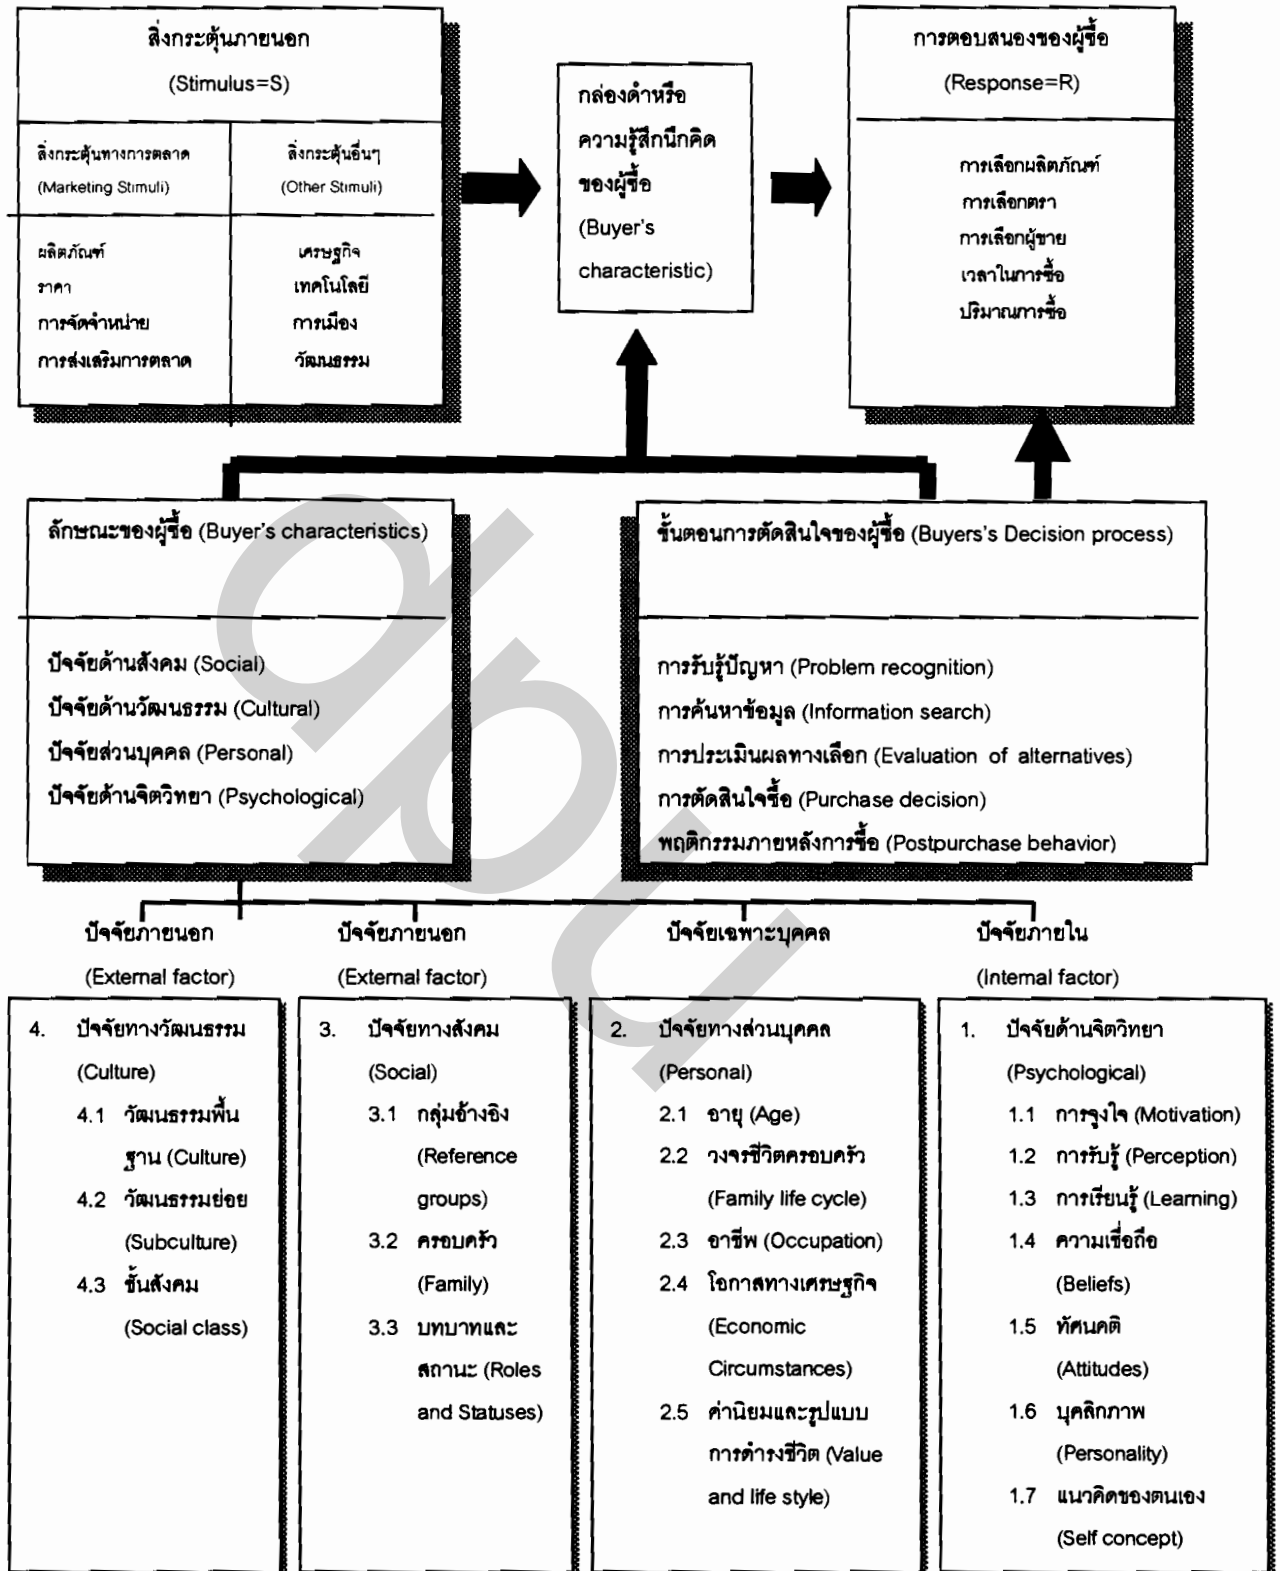 สิ่งกระตุ้นภายนอก
(Stimulus=S)
สิ่งกระตุ้นทางการตลาด
(Marketing Stimuli)
สิ่งกระตุ้นอื่นๆ
(Other Stimuli)
ผลิตภัณฑ์
ราคา
การจัดจำหน่าย
การส่งเสริมการตลาด
เศรษฐกิจ
เทคโนโลยี
การเมือง
วัฒนธรรม
กล่องดำหรือ
ความรู้สึกนึกคิด
ของผู้ซื้อ
(Buyer's
characteristic)
การตอบสนองของผู้ซื้อ
(Response=R)
การเลือกผลิตภัณฑ์
การเลือกตรา
การเลือกผู้ขาย
เวลาในการซื้อ
ปริมาณการซื้อ
ลักษณะของผู้ซื้อ (Buyer's characteristics)
ปัจจัยด้านสังคม (Social)
ปัจจัยด้านวัฒนธรรม (Cultural)
ปัจจัยส่วนบุคคล (Personal)
ปัจจัยด้านจิตวิทยา (Psychological)
ขั้นตอนการตัดสินใจของผู้ซื้อ (Buyers's Decision process)
การรับรู้ปัญหา (Problem recognition)
การค้นหาข้อมูล (Information search)
การประเมินผลทางเลือก (Evaluation of alternatives)
การตัดสินใจซื้อ (Purchase decision)
พฤติกรรมภายหลังการซื้อ (Postpurchase behavior)
ปัจจัยภายนอก
(External factor)
4. ปัจจัยทางวัฒนธรรม
(Culture)
4.1 วัฒนธรรมพื้น
ฐาน (Culture)
4.2 วัฒนธรรมย่อย
(Subculture)
4.3 ชั้นสังคม
(Social class)
ปัจจัยภายนอก
(External factor)
3. ปัจจัยทางสังคม
(Social)
3.1 กลุ่มอ้างอิง
(Reference
groups)
3.2 ครอบครัว
(Family)
3.3 บทบาทและ
สถานะ (Roles
and Statuses)
ปัจจัยเฉพาะบุคคล
2. ปัจจัยทางส่วนบุคคล
(Personal)
2.1 อายุ (Age)
2.2 วงจรชีวิตครอบครัว
(Family life cycle)
2.3 อาชีพ (Occupation)
2.4 โอกาสทางเศรษฐกิจ
(Economic
Circumstances)
2.5 ค่านิยมและรูปแบบ
การดำรงชีวิต (Value
and life style)
ปัจจัยภายใน
(Internal factor)
1. ปัจจัยด้านจิตวิทยา
(Psychological)
1.1 การจูงใจ (Motivation)
1.2 การรับรู้ (Perception)
1.3 การเรียนรู้ (Learning)
1.4 ความเชื่อถือ
(Beliefs)
1.5 ทัศนคติ
(Attitudes)
1.6 บุคลิกภาพ
(Personality)
1.7 แนวคิดของตนเอง
(Self concept)
dpu